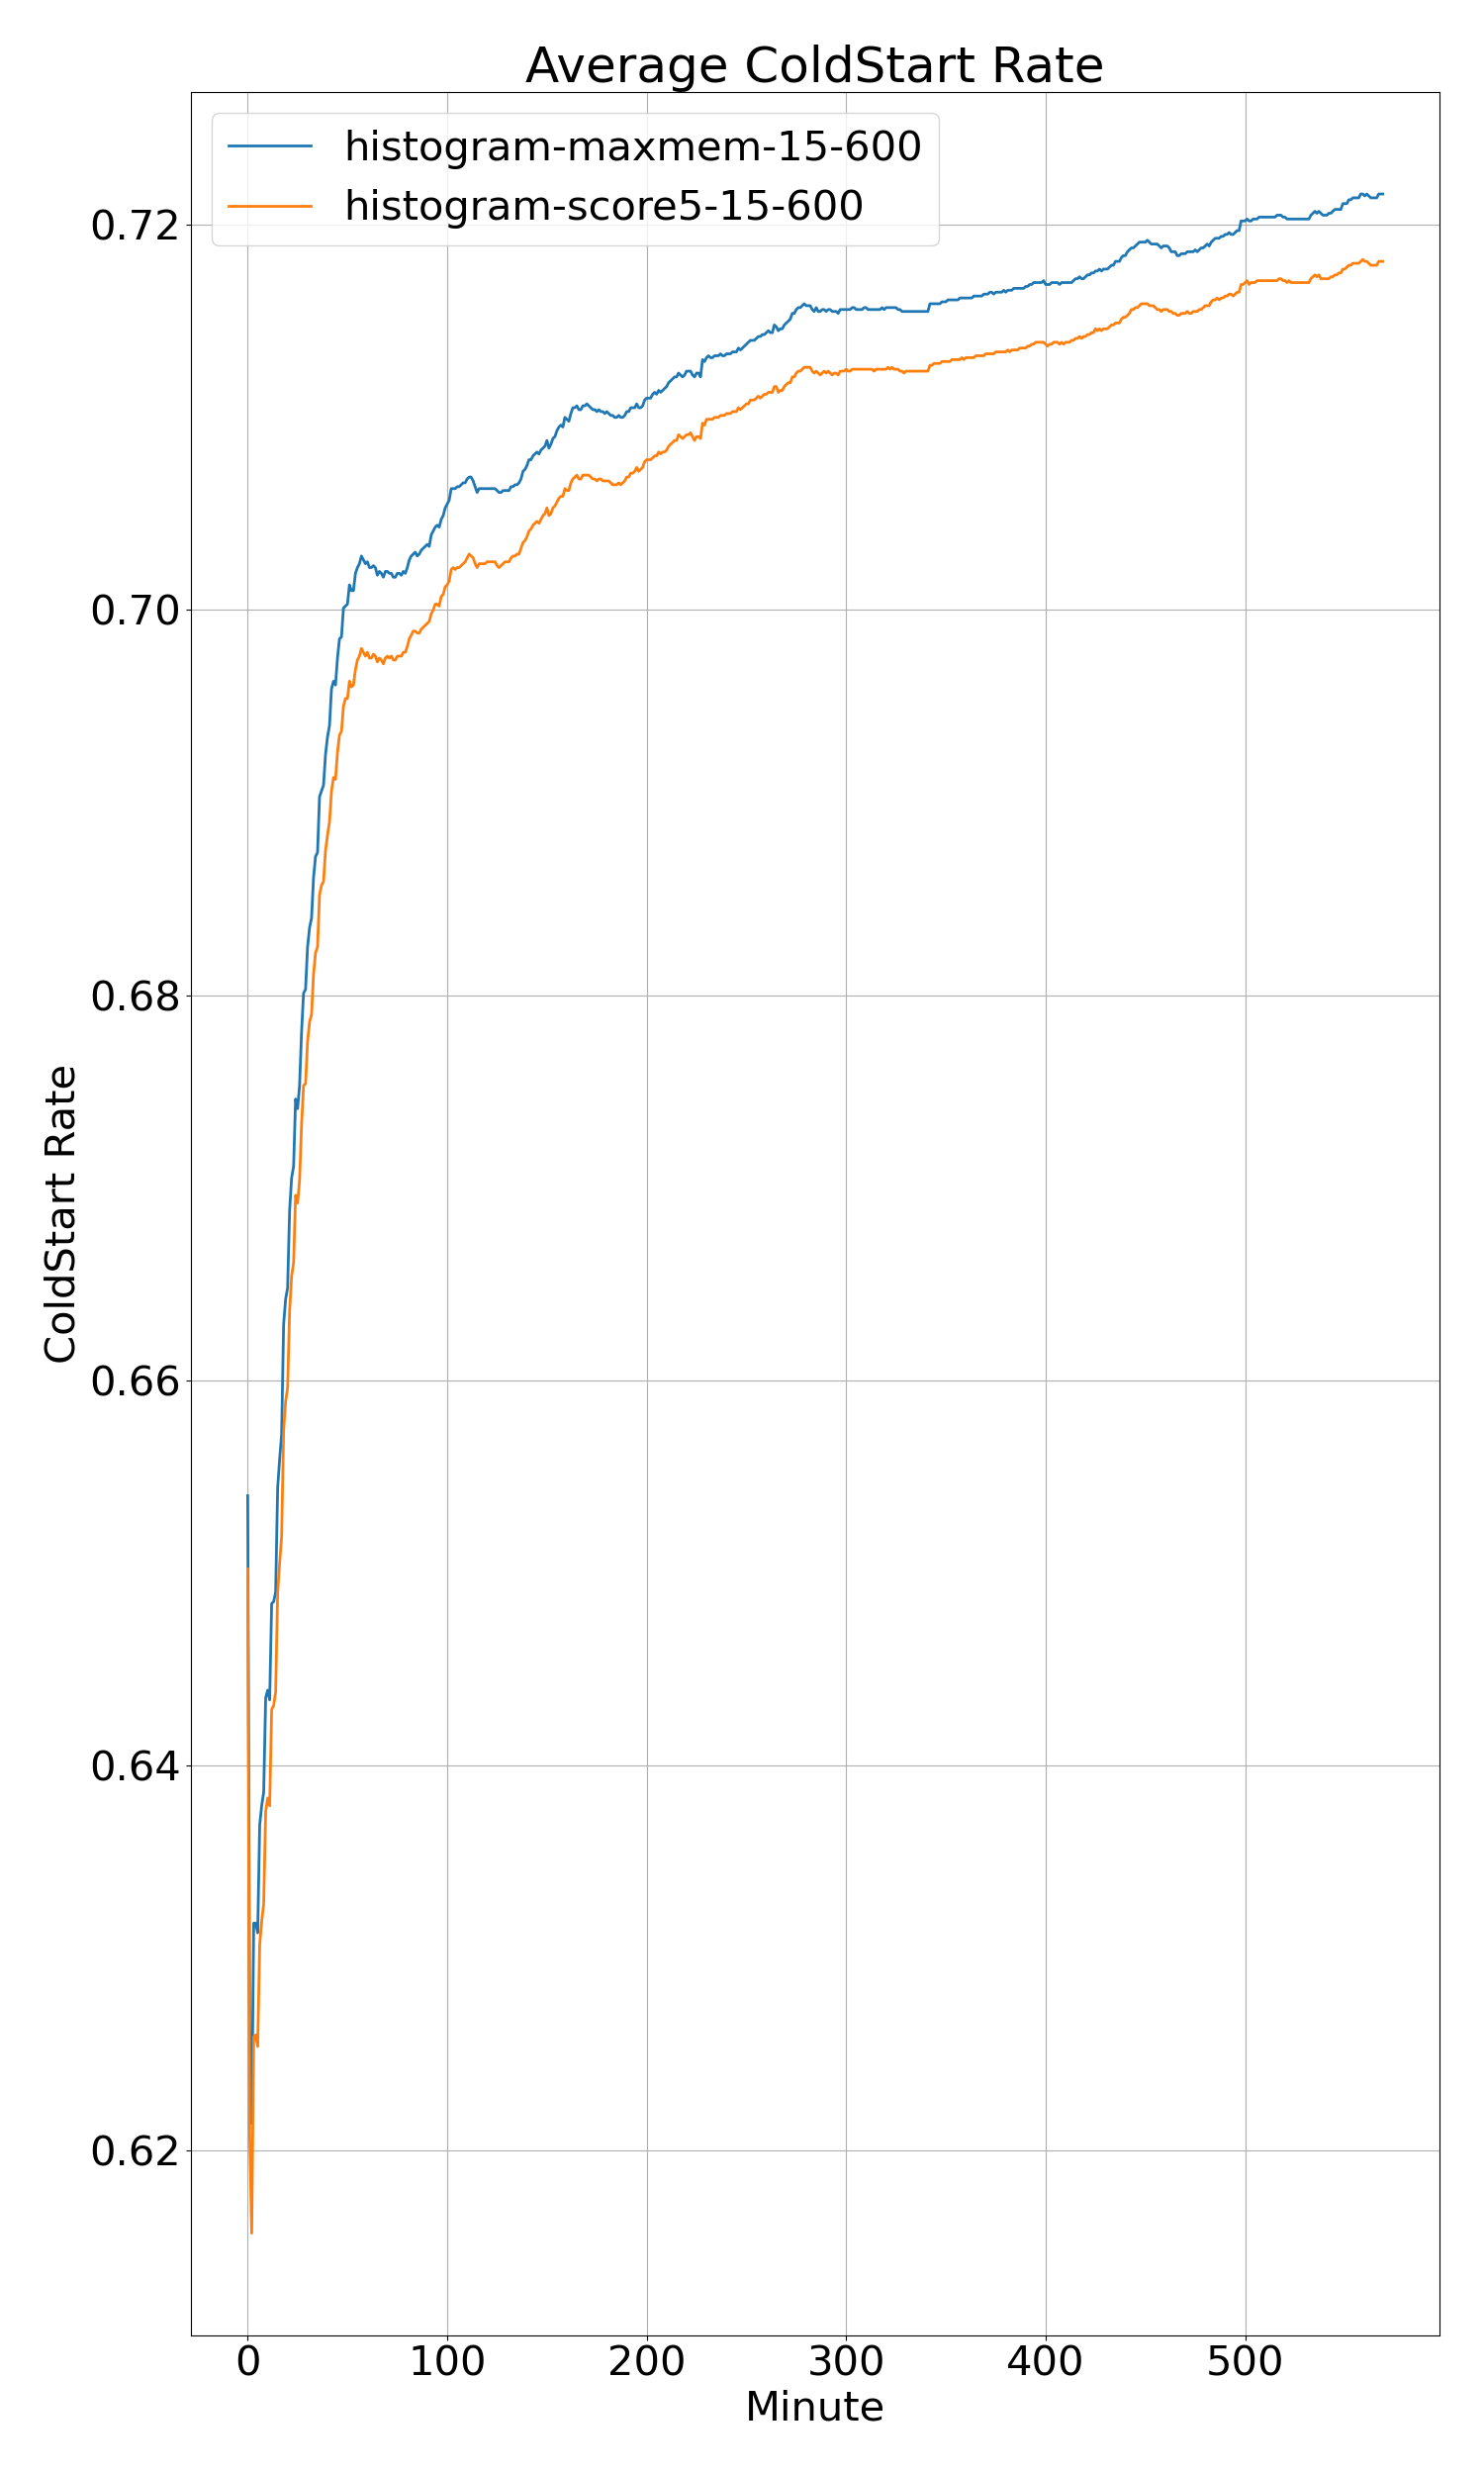 Average ColdStart Rate
histogram-maxmem-15-600
histogram-score5-15-600
0.72
0.70
0.68
0.66
0.64
0.62
ColdStart Rate
0 100 200 300 400 500
Minute